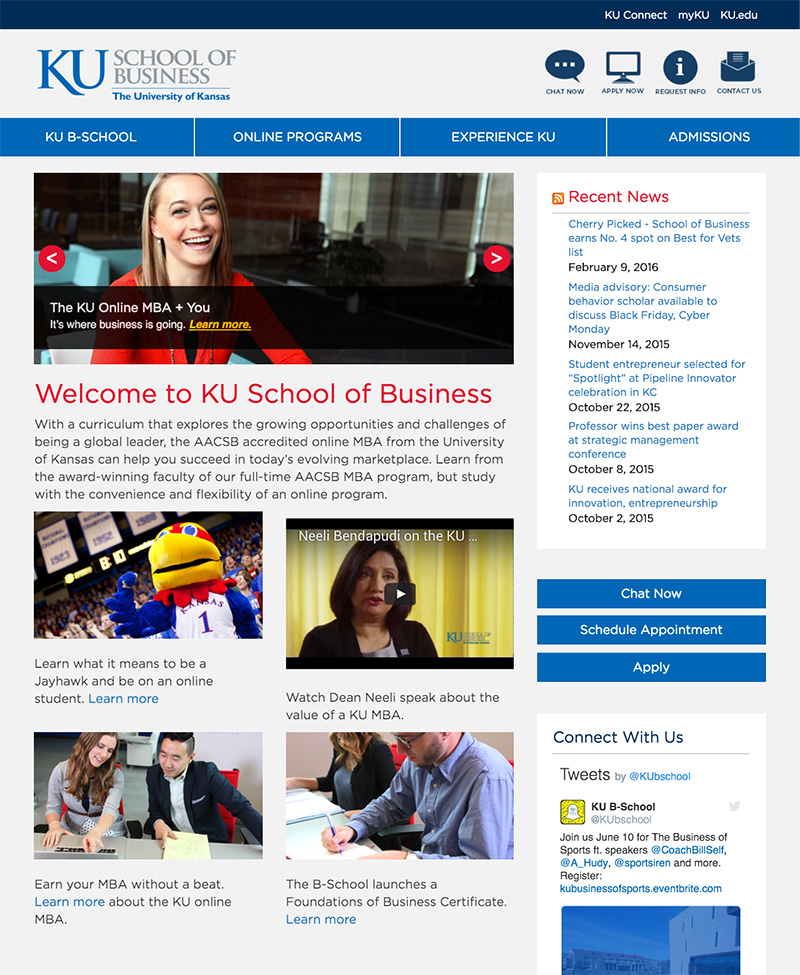 KU Connect myKU KU.edu
KU SCHOOL OF
BUSINESS
The University of Kansas
CHAT NOW APPLY NOW REQUEST INFO CONTACT US
KU B-SCHOOL ONLINE PROGRAMS EXPERIENCE KU ADMISSIONS
< >
The KU Online MBA + You
It's where business is going. Learn more.
Welcome to KU School of Business
With a curriculum that explores the growing opportunities and challenges of
being a global leader, the AACSB accredited online MBA from the University
of Kansas can help you succeed in today's evolving marketplace. Learn from
the award-winning faculty of our full-time AACSB MBA program, but study
with the convenience and flexibility of an online program.
NATIONAL
CHAMPIONS
1923
1952
1988
KANSAS
1
Learn what it means to be a
Jayhawk and be on an online
student. Learn more
Neeli Bendapudi on the KU ...
KU SCHOOL OF
BUSINESS
Watch Dean Neeli speak about the
value of a KU MBA.
Earn your MBA without a beat.
Learn more about the KU online
MBA.
The B-School launches a
Foundations of Business Certificate.
Learn more
Recent News
Cherry Picked - School of Business
earns No. 4 spot on Best for Vets
list
February 9, 2016
Media advisory: Consumer
behavior scholar available to
discuss Black Friday, Cyber
Monday
November 14, 2015
Student entrepreneur selected for
“Spotlight” at Pipeline Innovator
celebration in KC
October 22, 2015
Professor wins best paper award
at strategic management
conference
October 8, 2015
KU receives national award for
innovation, entrepreneurship
October 2, 2015
Chat Now
Schedule Appointment
Apply
Connect With Us
Tweets by @KUbschool
KU B-School
@KUbschool
Join us June 10 for The Business of
Sports ft. speakers @CoachBillSelf,
@A_Hudy, @sportsiren and more.
Register:
kubusinessofsports.eventbrite.com